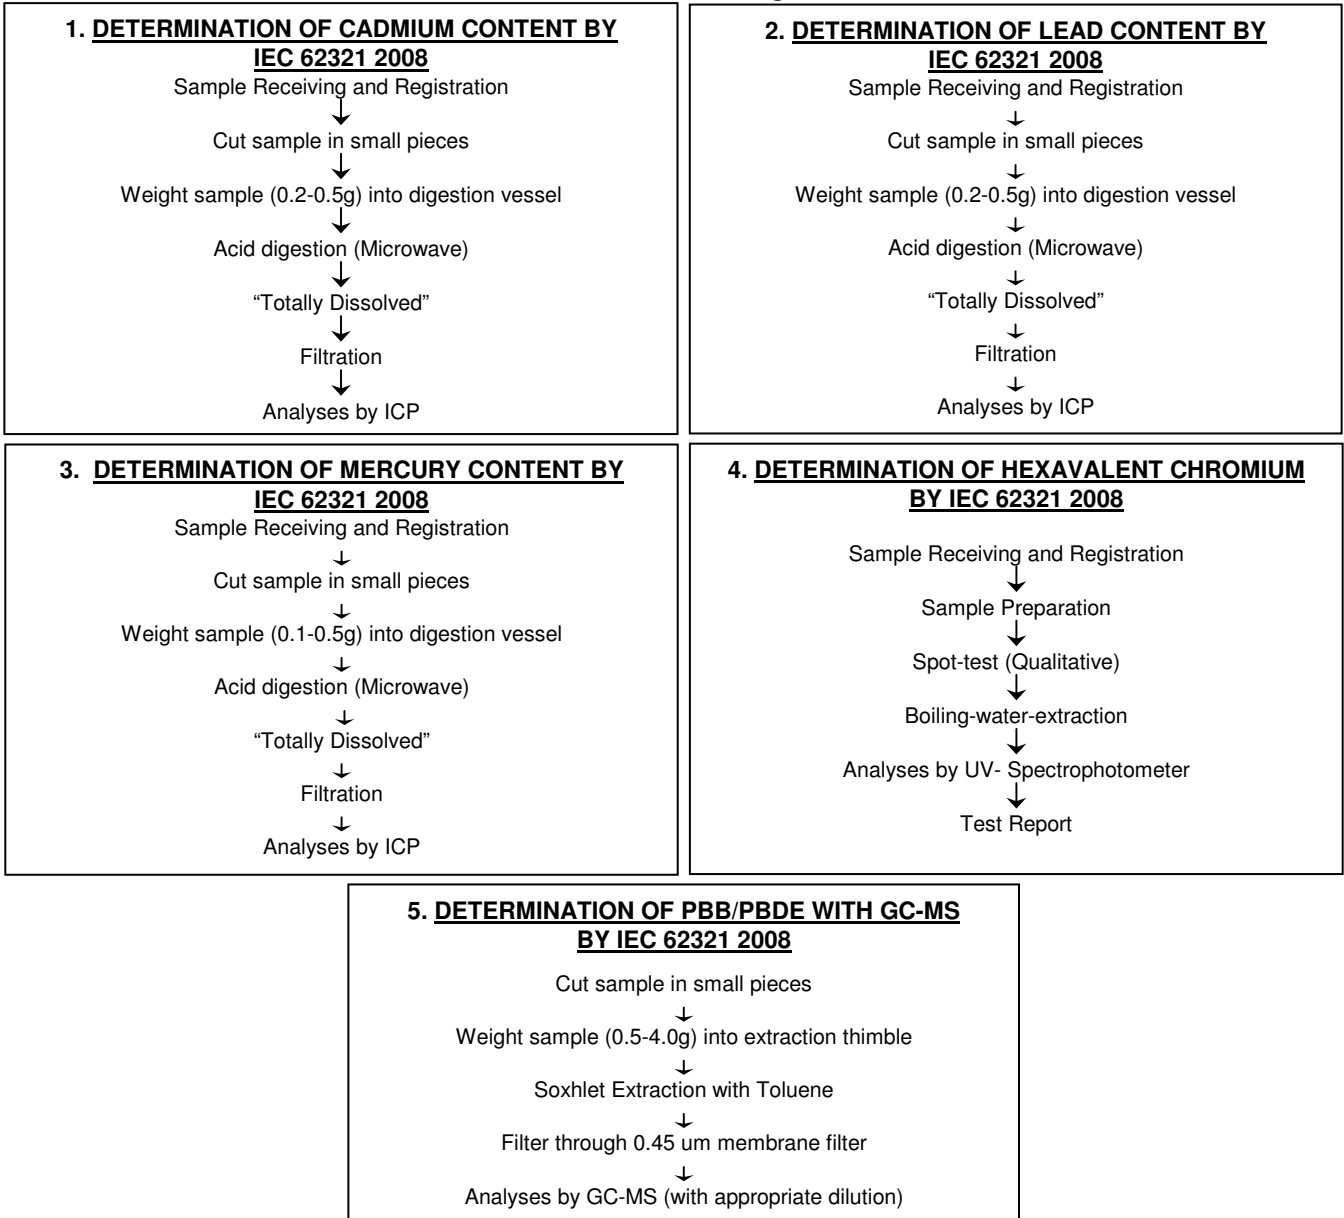 1. DETERMINATION OF CADMIUM CONTENT BY
IEC 62321 2008
Sample Receiving and Registration
Cut sample in small pieces
Weight sample (0.2-0.5g) into digestion vessel
Acid digestion (Microwave)
“Totally Dissolved”
Filtration
Analyses by ICP
2. DETERMINATION OF LEAD CONTENT BY
IEC 62321 2008
Sample Receiving and Registration
Cut sample in small pieces
Weight sample (0.2-0.5g) into digestion vessel
Acid digestion (Microwave)
“Totally Dissolved”
Filtration
Analyses by ICP
3. DETERMINATION OF MERCURY CONTENT BY
IEC 62321 2008
Sample Receiving and Registration
Cut sample in small pieces
Weight sample (0.1-0.5g) into digestion vessel
Acid digestion (Microwave)
“Totally Dissolved”
Filtration
Analyses by ICP
4. DETERMINATION OF HEXAVALENT CHROMIUM
BY IEC 62321 2008
Sample Receiving and Registration
Sample Preparation
Spot-test (Qualitative)
Boiling-water-extraction
Analyses by UV- Spectrophotometer
Test Report
5. DETERMINATION OF PBB/PBDE WITH GC-MS
BY IEC 62321 2008
Cut sample in small pieces
Weight sample (0.5-4.0g) into extraction thimble
Soxhlet Extraction with Toluene
Filter through 0.45 um membrane filter
Analyses by GC-MS (with appropriate dilution)